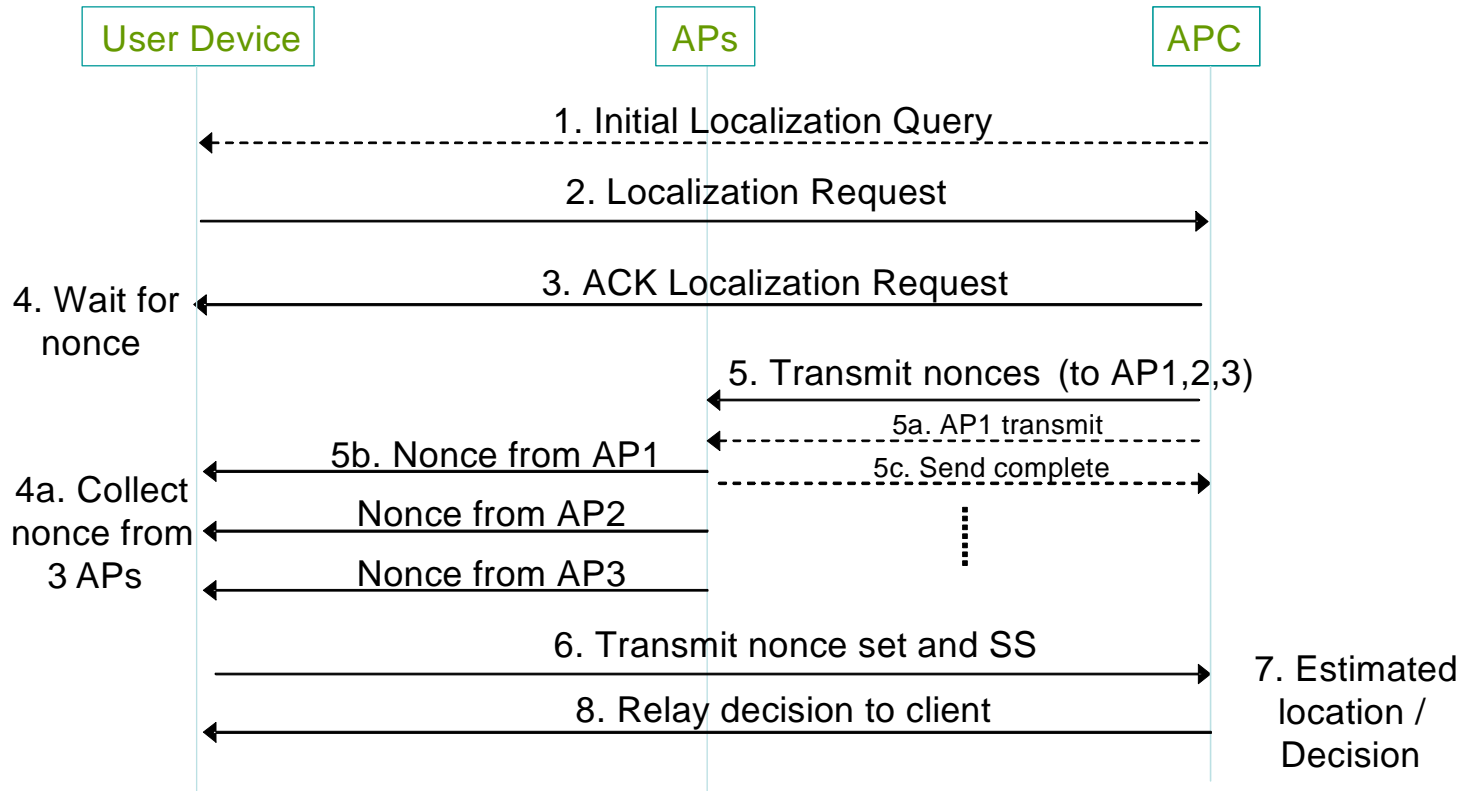 User Device
APs
APC
1. Initial Localization Query
2. Localization Request
3. ACK Localization Request
4. Wait for
nonce
5. Transmit nonces (to AP1,2,3)
5a. AP1 transmit
5b. Nonce from AP1
5c. Send complete
4a. Collect
nonce from
3 APs
Nonce from AP2
Nonce from AP3
6. Transmit nonce set and SS
7. Estimated
location /
Decision
8. Relay decision to client